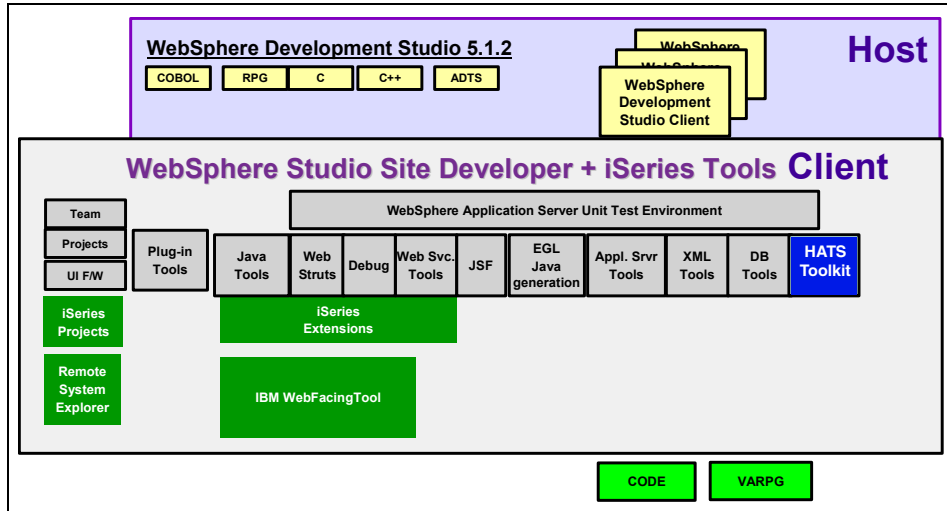 WebSphere Development Studio 5.1.2
Host
COBOL
RPG
C
C++
ADTS
WebSphere
WebSphere
WebSphere
Development
Studio Client
WebSphere Studio Site Developer + iSeries Tools Client
Team
Projects
UI F/W
WebSphere Application Server Unit Test Environment
Plug-in
Tools
Java
Tools
Web
Struts
Debug
Web Svc.
Tools
JSF
EGL
Java
generation
Appl. Srvr
Tools
XML
Tools
DB
Tools
HATS
Toolkit
iSeries
Projects
iSeries
Extensions
Remote
System
Explorer
IBM WebFacingTool
CODE
VARPG